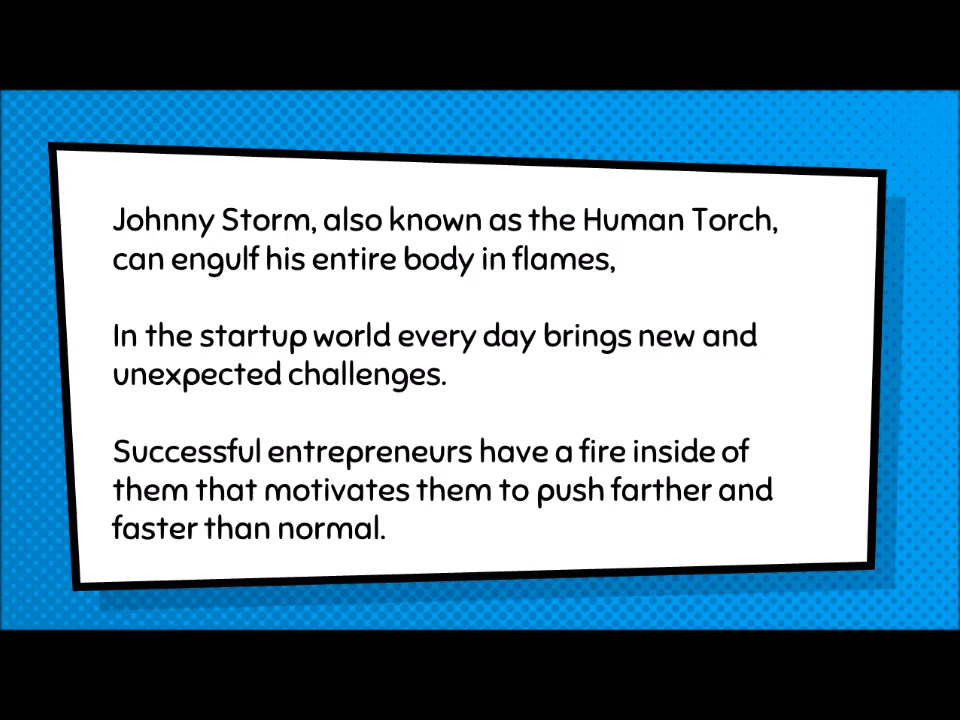 Johnny Storm, also known as the Human Torch,
can engulf his entire body in flames,
In the startup world every day brings new and
unexpected challenges.
Successful entrepreneurs have a fire inside of
them that motivates them to push farther and
faster than normal.